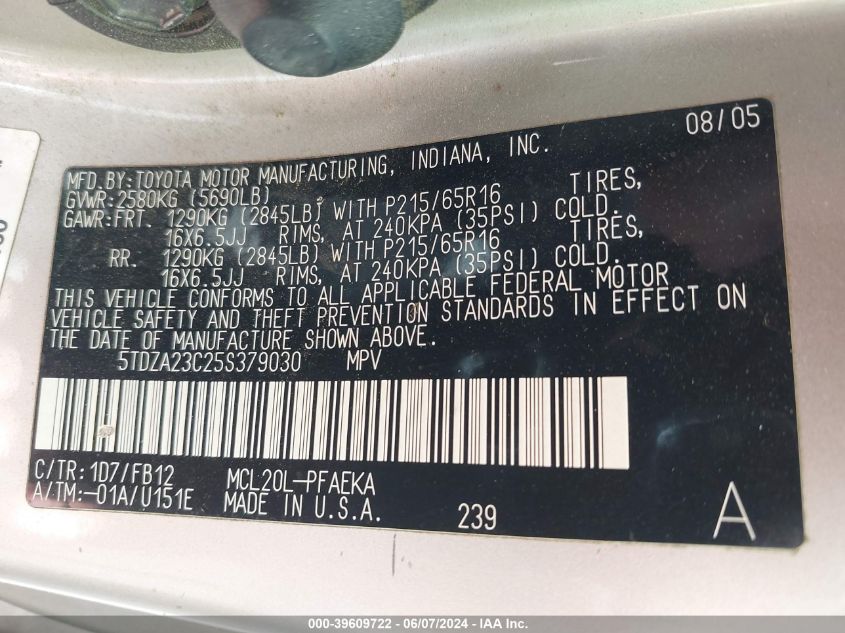 08/05
MFD.BY:TOYOTA MOTOR MANUFACTURING, INDIANA, INC.
GVWR:2580KG (5690LB)
GAWR:FRT. 1290KG (2845LB) WITH P215/65R16 TIRES,
16X6.5JJ RIMS, AT 240KPA (35PSI) COLD.
RR. 1290KG (2845LB) WITH P215/65R16 TIRES,
16X6.5JJ RIMS, AT 240KPA (35PSI) COLD.
THIS VEHICLE CONFORMS TO ALL APPLICABLE FEDERAL MOTOR
VEHICLE SAFETY AND THEFT PREVENTION STANDARDS IN EFFECT ON
THE DATE OF MANUFACTURE SHOWN ABOVE.
5TDZA23C25S379030 MPV
C/TR:1D7/FB12 MCL20L-PFAEKA
A/TM:-01A/U151E MADE IN U.S.A. 239 A
000-39609722 - 06/07/2024 - IAA Inc.